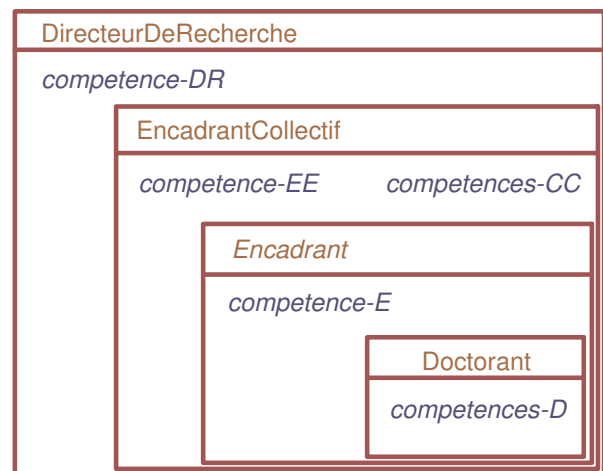 DirecteurDeRecherche
competence-DR
EncadrantCollectif
competence-EE competences-CC
Encadrant
competence-E
Doctorant
competences-D